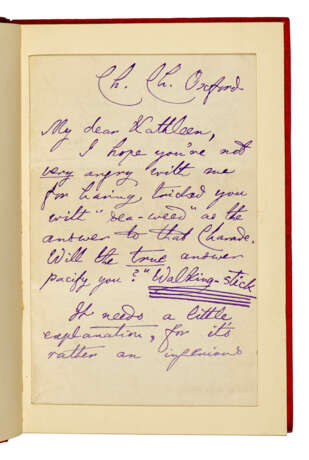 Ch. Ch. Oxford
My dear Kathleen,
I hope you're not
very angry with me
for having tricked you
with "sea-weed" as the
answer to that Charade.
Will the true answer
pacify you? "Walking-stick
It needs a little
explanation, for it's
rather an